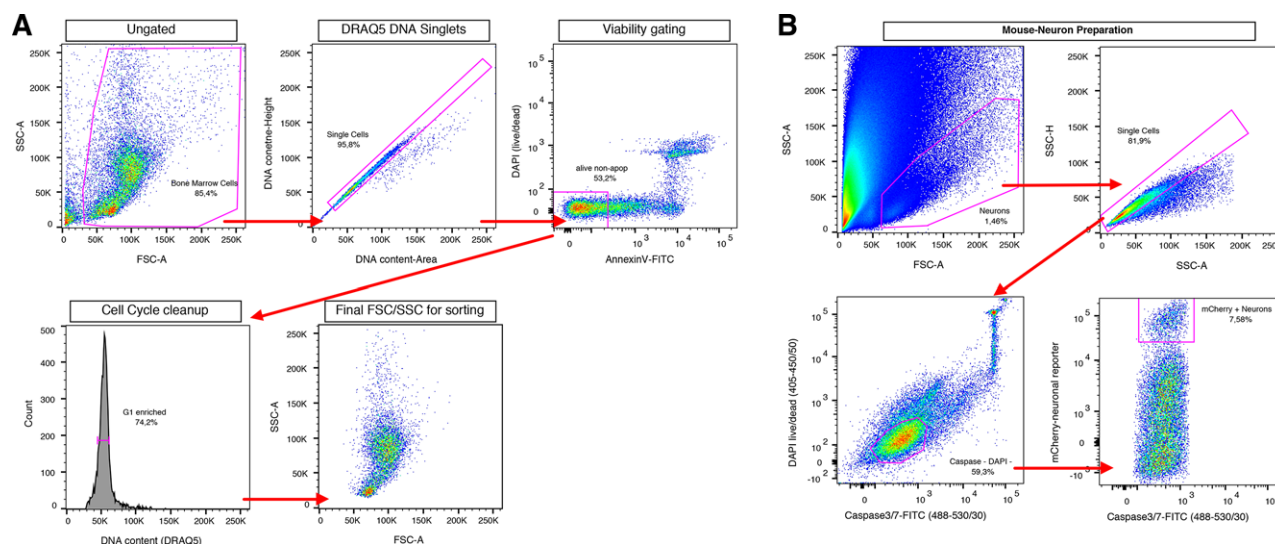 A
Ungated
SSC-A
250K
200K
150K
100K
50K
0
Bone Marrow Cells
85,4%
0 50K 100K 150K 200K 250K
FSC-A
DRAQ5 DNA Singlets
DNA conetne-Height
250K
200K
150K
100K
50K
0
Single Cells
95,8%
0 50K 100K 150K 200K 250K
DNA content-Area
Viability gating
DAPI (live/dead)
10⁵
10⁴
10³
10²
0
alive non-apop
53,2%
0 10³ 10⁴ 10⁵
AnnexinV-FITC
Cell Cycle cleanup
Count
500
400
300
200
100
0
G1 enriched
74,2%
0 50K 100K 150K 200K 250K
DNA content (DRAQ5)
Final FSC/SSC for sorting
SSC-A
250K
200K
150K
100K
50K
0
0 50K 100K 150K 200K 250K
FSC-A
B
Mouse-Neuron Preparation
SSC-A
250K
200K
150K
100K
50K
0
Neurons
1,46%
0 50K 100K 150K 200K 250K
FSC-A
SSC-H
250K
200K
150K
100K
50K
0
Single Cells
81,9%
0 50K 100K 150K 200K 250K
SSC-A
DAPI live/dead (405-450/50)
10⁵
10⁴
10³
10²
0
-10²
Caspase - DAPI -
59,3%
0 10³ 10⁴ 10⁵
Caspase3/7-FITC (488-530/30)
mCherry-neuronal reporter
10⁵
10⁴
10³
0
-10³
mCherry + Neurons
7,58%
0 10³ 10⁴ 10⁵
Caspase3/7-FITC (488-530/30)